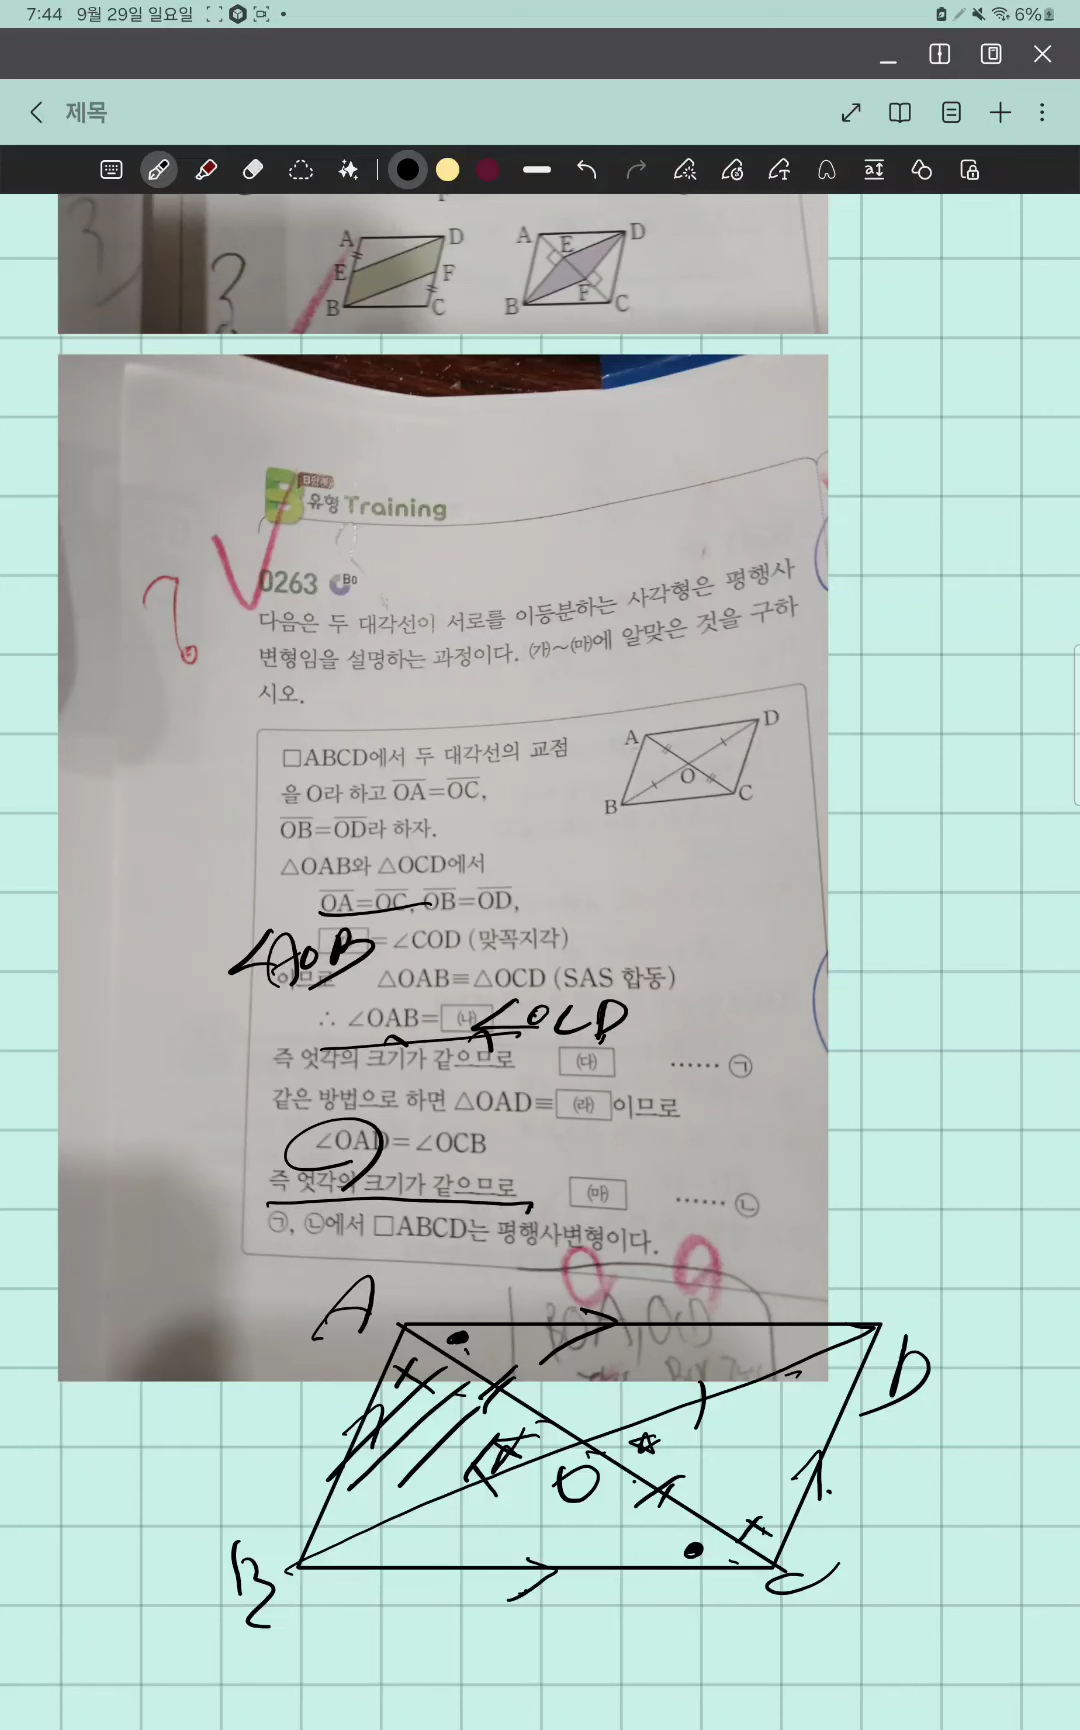 7:44 9월 29일 일요일
6%
제목
A D
E F
B C
A D
E
F
B C
3
B단계
유형 Training
0263 B0
다음은 두 대각선이 서로를 이등분하는 사각형은 평행사
변형임을 설명하는 과정이다. ㈎~㈒에 알맞은 것을 구하
시오.
A D
O
B C
□ABCD에서 두 대각선의 교점
을 O라 하고 OA=OC,
OB=OD라 하자.
△OAB와 △OCD에서
OA=OC, OB=OD,
∠AOB =∠COD (맞꼭지각)
이므로 △OAB≡△OCD (SAS 합동)
∴ ∠OAB= ㈏ ∠OCD
즉 엇각의 크기가 같으므로 ㈐ …… ㉠
같은 방법으로 하면 △OAD≡ ㈑ 이므로
∠OAD=∠OCB
즉 엇각의 크기가 같으므로 ㈒ …… ㉡
㉠, ㉡에서 □ABCD는 평행사변형이다.
A
D
O
B
C